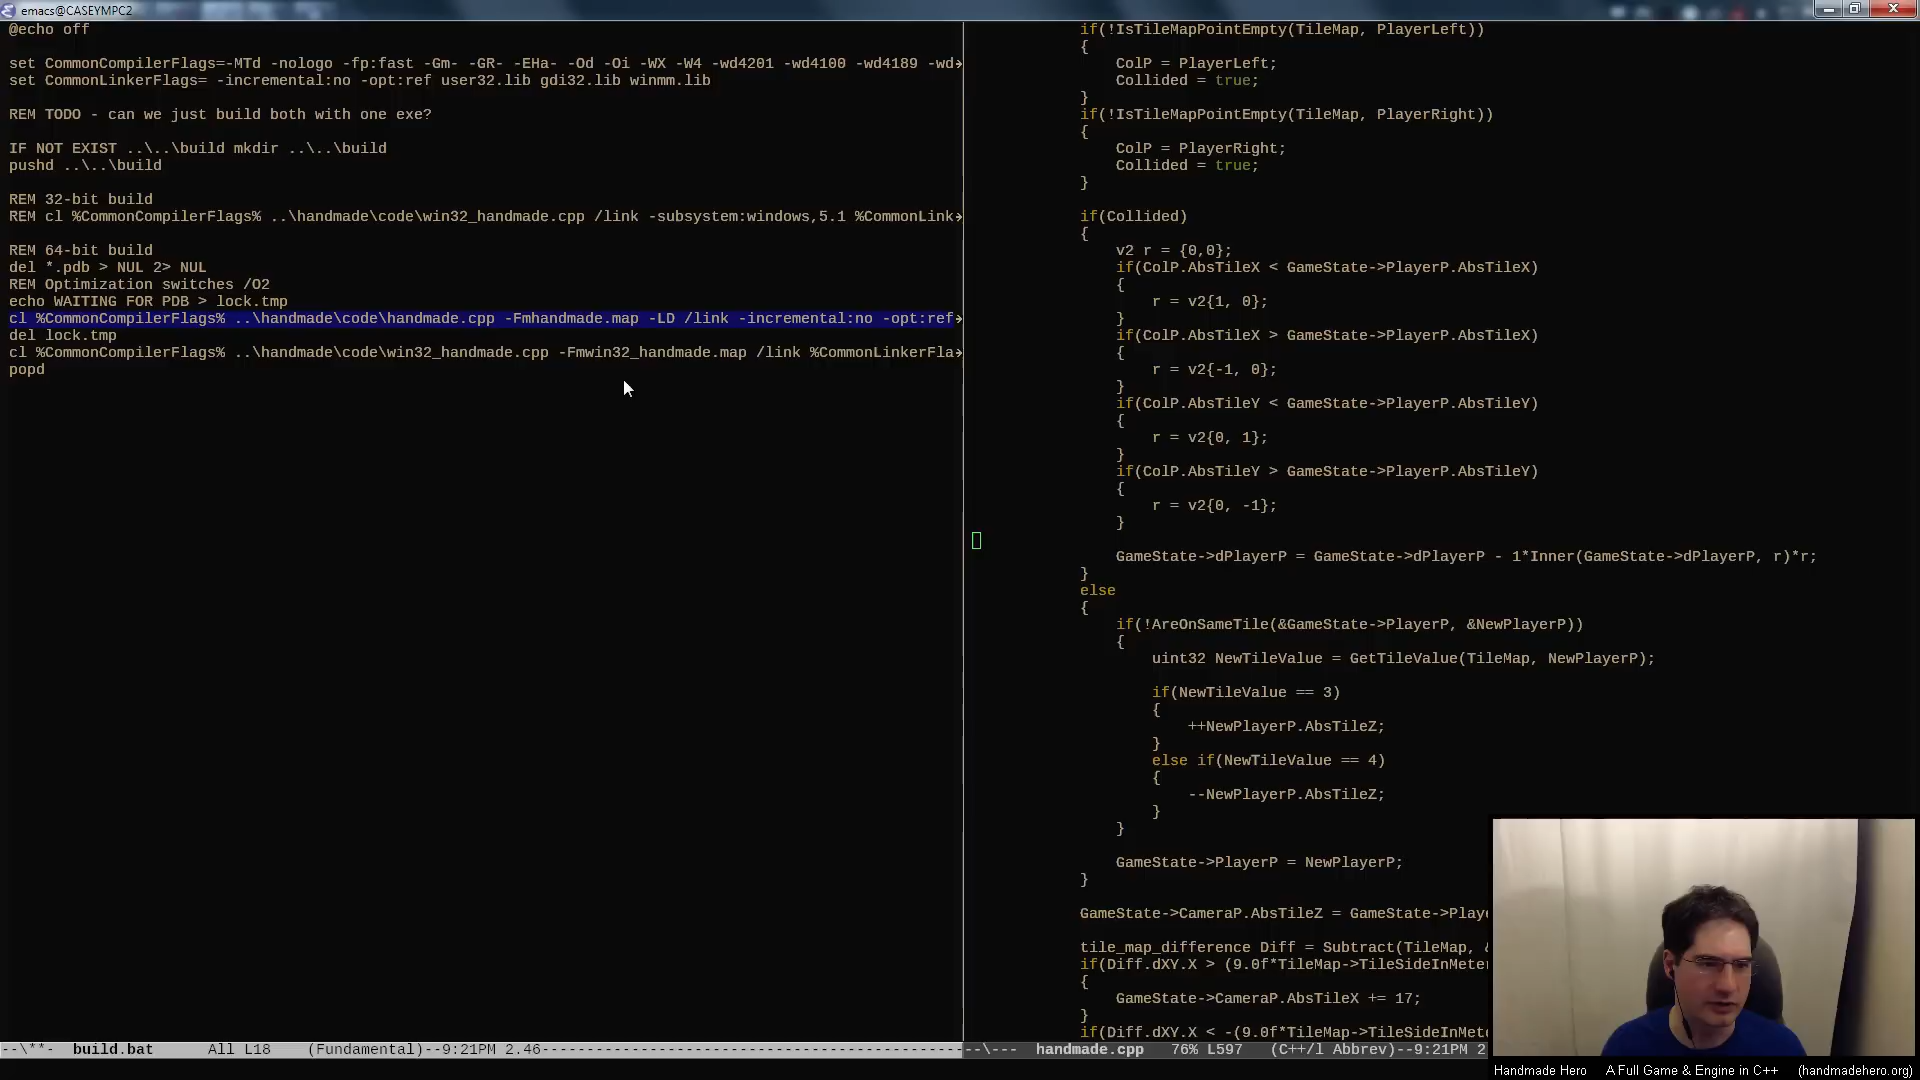 emacs@CASEYMPC2
@echo off
set CommonCompilerFlags=-MTd -nologo -fp:fast -Gm- -GR- -EHa- -Od -Oi -WX -W4 -wd4201 -wd4100 -wd4189 -wd
set CommonLinkerFlags= -incremental:no -opt:ref user32.lib gdi32.lib winmm.lib
REM TODO - can we just build both with one exe?
IF NOT EXIST ..\..\build mkdir ..\..\build
pushd ..\..\build
REM 32-bit build
REM cl %CommonCompilerFlags% ..\handmade\code\win32_handmade.cpp /link -subsystem:windows,5.1 %CommonLink
REM 64-bit build
del *.pdb > NUL 2> NUL
REM Optimization switches /O2
echo WAITING FOR PDB > lock.tmp
cl %CommonCompilerFlags% ..\handmade\code\handmade.cpp -Fmhandmade.map -LD /link -incremental:no -opt:ref
del lock.tmp
cl %CommonCompilerFlags% ..\handmade\code\win32_handmade.cpp -Fmwin32_handmade.map /link %CommonLinkerFla
popd
--\**-  build.bat      All L18    (Fundamental)--9:21PM 2.46-----------------------------------------------
if(!IsTileMapPointEmpty(TileMap, PlayerLeft))
{
ColP = PlayerLeft;
Collided = true;
}
if(!IsTileMapPointEmpty(TileMap, PlayerRight))
{
ColP = PlayerRight;
Collided = true;
}
if(Collided)
{
v2 r = {0,0};
if(ColP.AbsTileX < GameState->PlayerP.AbsTileX)
{
r = v2{1, 0};
}
if(ColP.AbsTileX > GameState->PlayerP.AbsTileX)
{
r = v2{-1, 0};
}
if(ColP.AbsTileY < GameState->PlayerP.AbsTileY)
{
r = v2{0, 1};
}
if(ColP.AbsTileY > GameState->PlayerP.AbsTileY)
{
r = v2{0, -1};
}
GameState->dPlayerP = GameState->dPlayerP - 1*Inner(GameState->dPlayerP, r)*r;
}
else
{
if(!AreOnSameTile(&GameState->PlayerP, &NewPlayerP))
{
uint32 NewTileValue = GetTileValue(TileMap, NewPlayerP);
if(NewTileValue == 3)
{
++NewPlayerP.AbsTileZ;
}
else if(NewTileValue == 4)
{
--NewPlayerP.AbsTileZ;
}
}
GameState->PlayerP = NewPlayerP;
}
GameState->CameraP.AbsTileZ = GameState->Playe
tile_map_difference Diff = Subtract(TileMap, &
if(Diff.dXY.X > (9.0f*TileMap->TileSideInMeter
{
GameState->CameraP.AbsTileX += 17;
}
if(Diff.dXY.X < -(9.0f*TileMap->TileSideInMete
--\---  handmade.cpp   76% L597   (C++/l Abbrev)--9:21PM 2
Handmade Hero    A Full Game & Engine in C++    (handmadehero.org)